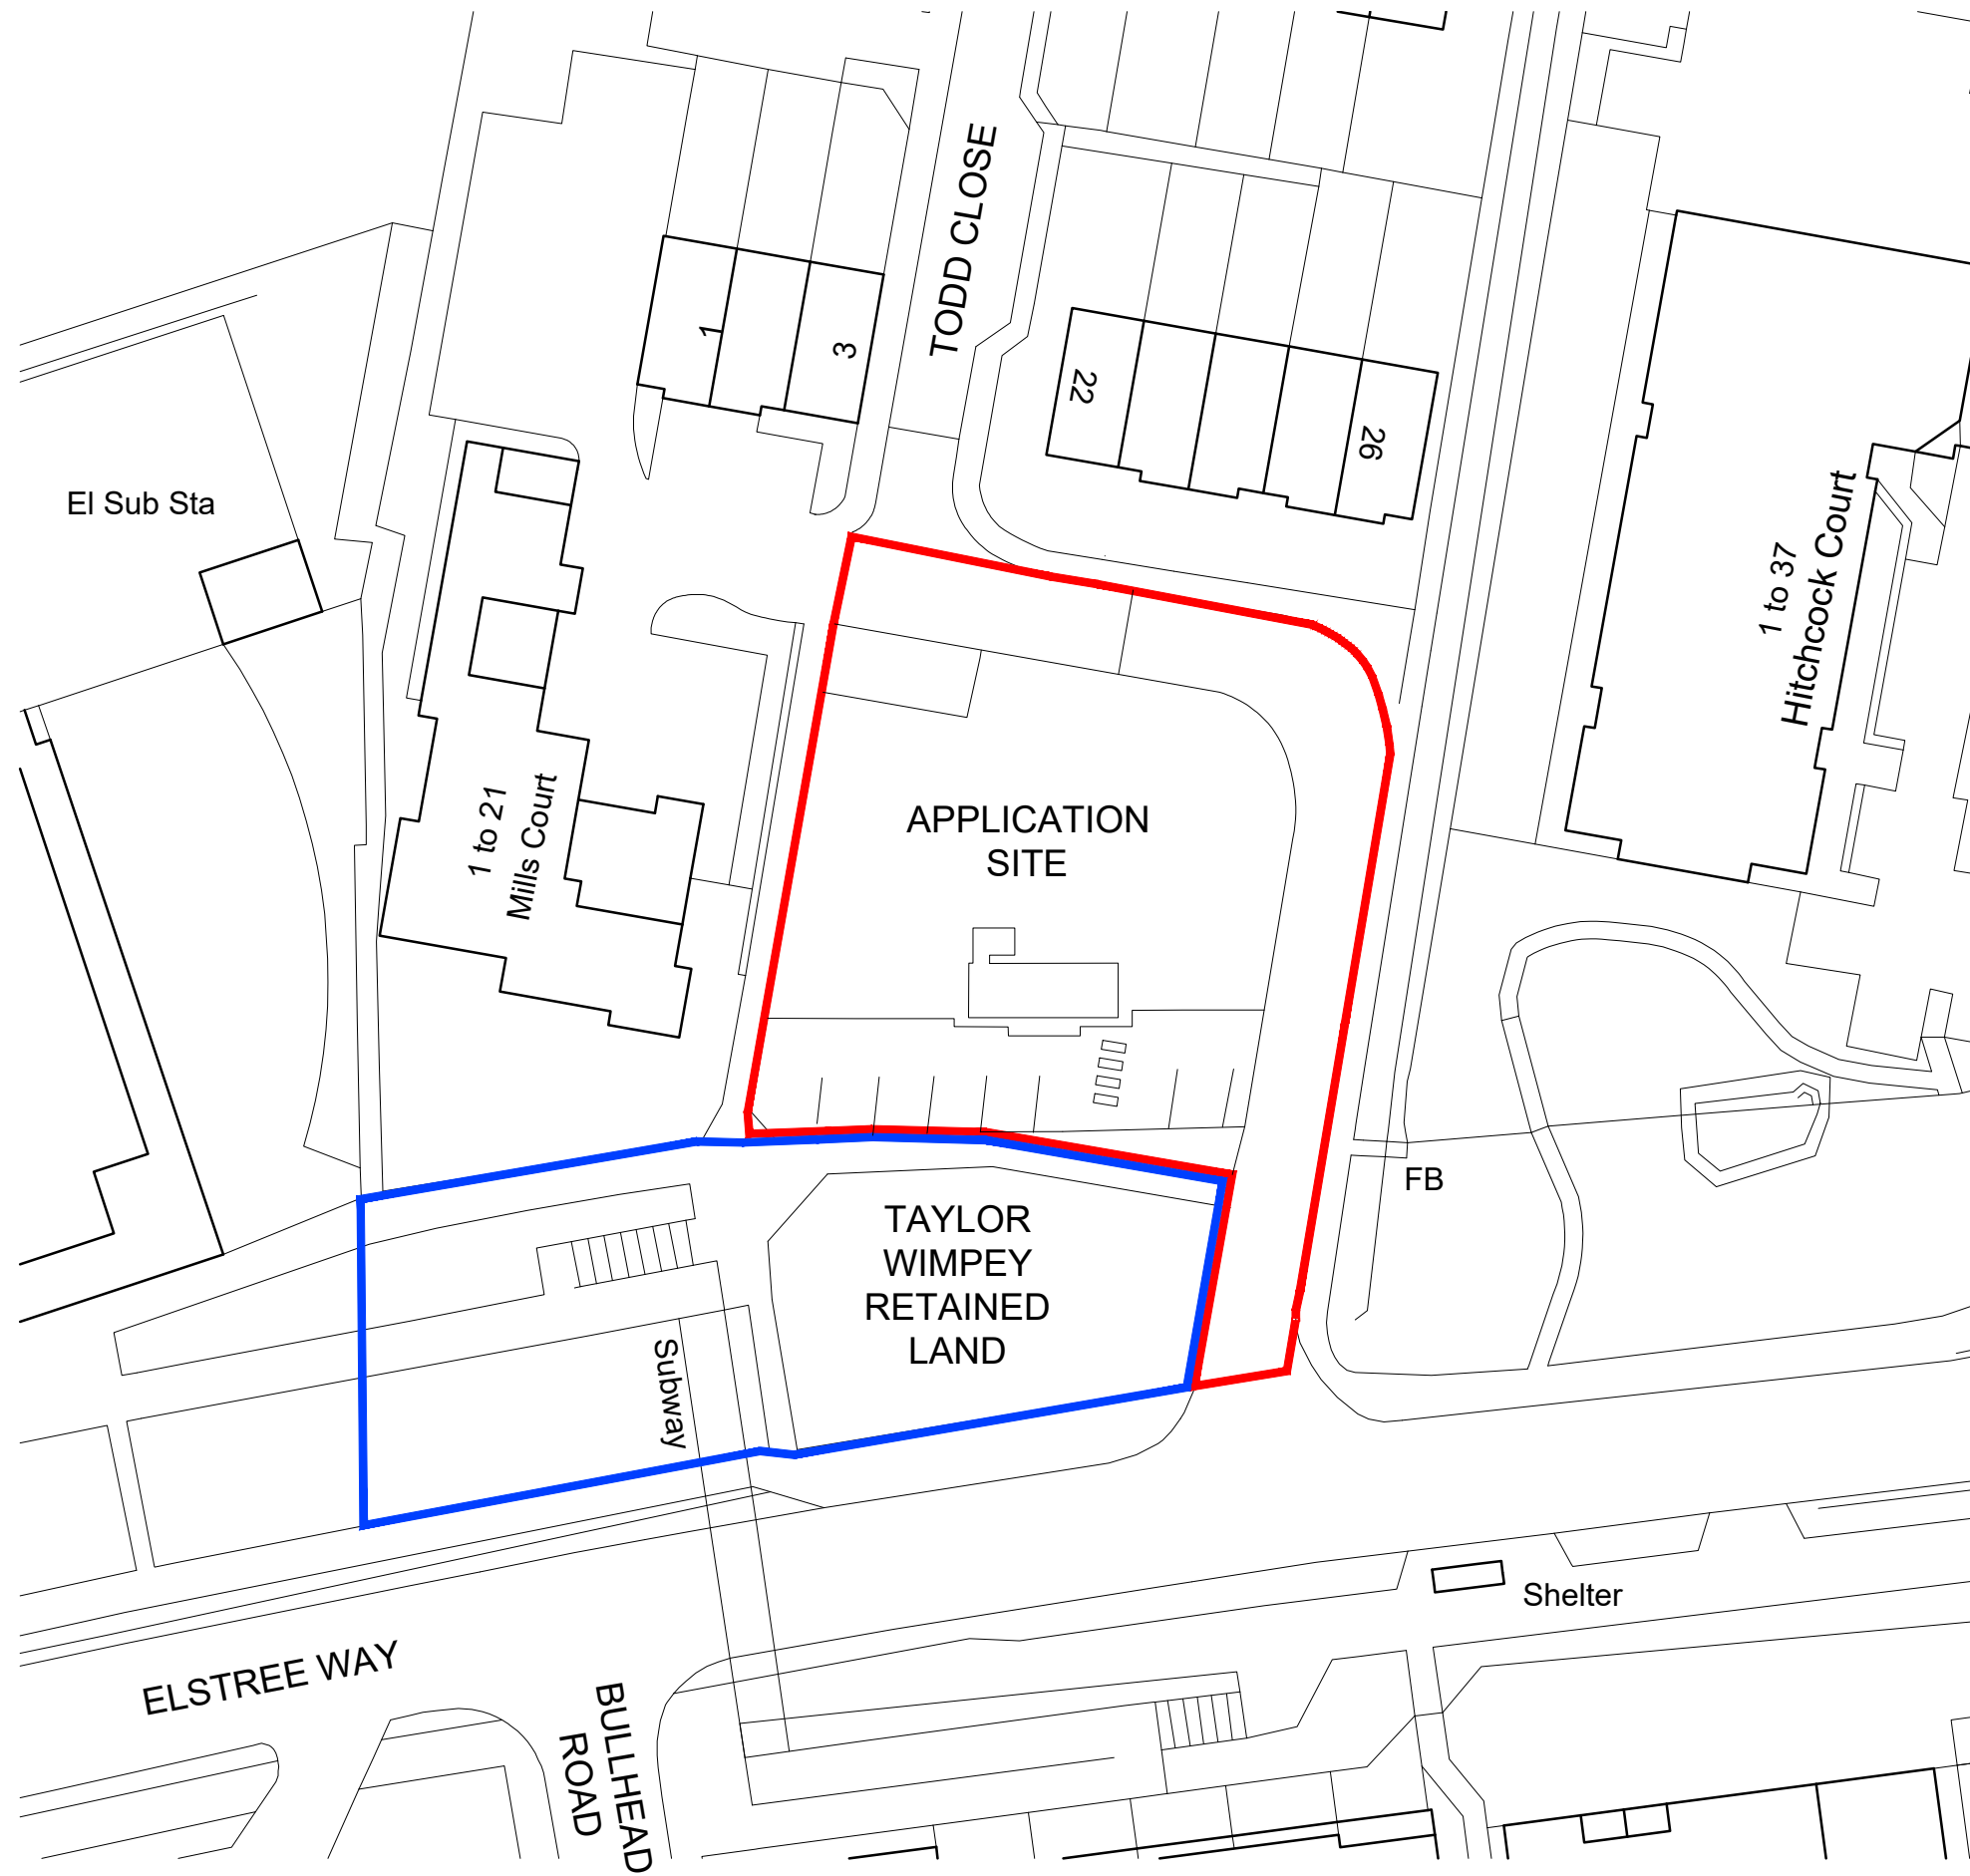 TODD CLOSE
1
3
22
26
El Sub Sta
1 to 37
Hitchcock Court
APPLICATION
SITE
1 to 21
Mills Court
FB
TAYLOR
WIMPEY
RETAINED
LAND
Subway
Shelter
ELSTREE WAY
BULLHEAD
ROAD